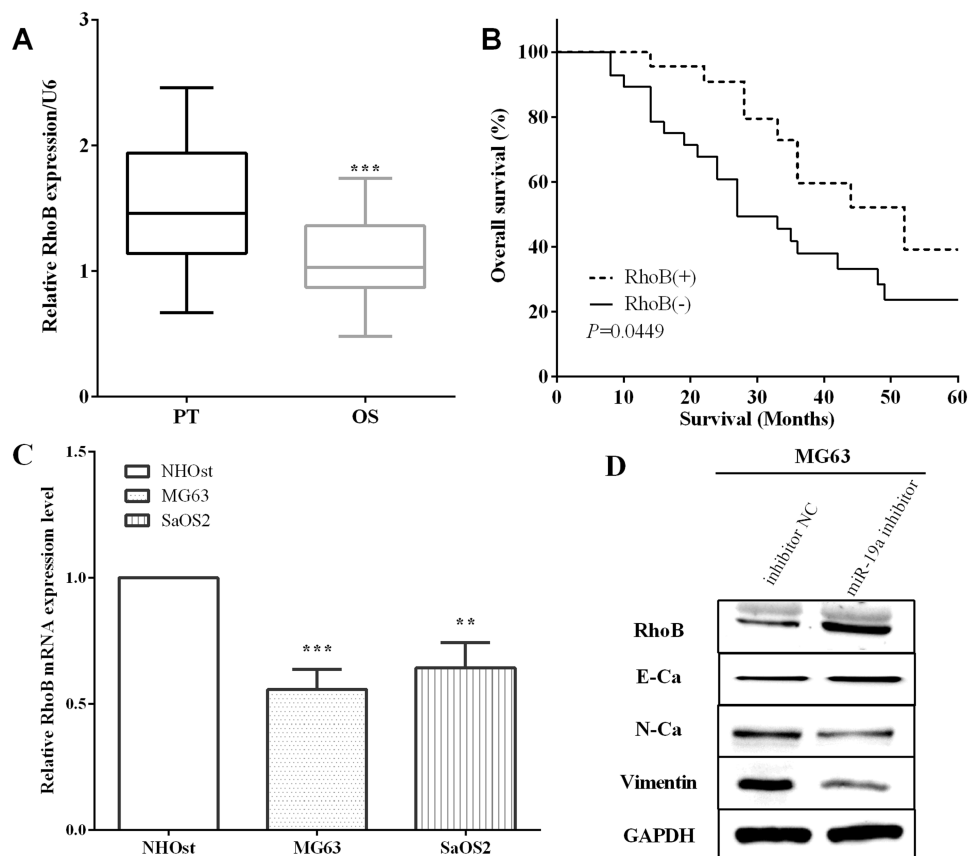 A
Relative RhoB expression/U6
3
2
1
0
***
PT
OS
B
Overall survival (%)
100
80
60
40
20
0
RhoB(+)
RhoB(-)
P=0.0449
0
10
20
30
40
50
60
Survival (Months)
C
Relative RhoB mRNA expressiom level
1.5
1.0
0.5
0.0
NHOst
MG63
SaOS2
***
**
NHOst
MG63
SaOS2
D
MG63
inhibitor NC
miR-19a inhibitor
RhoB
E-Ca
N-Ca
Vimentin
GAPDH